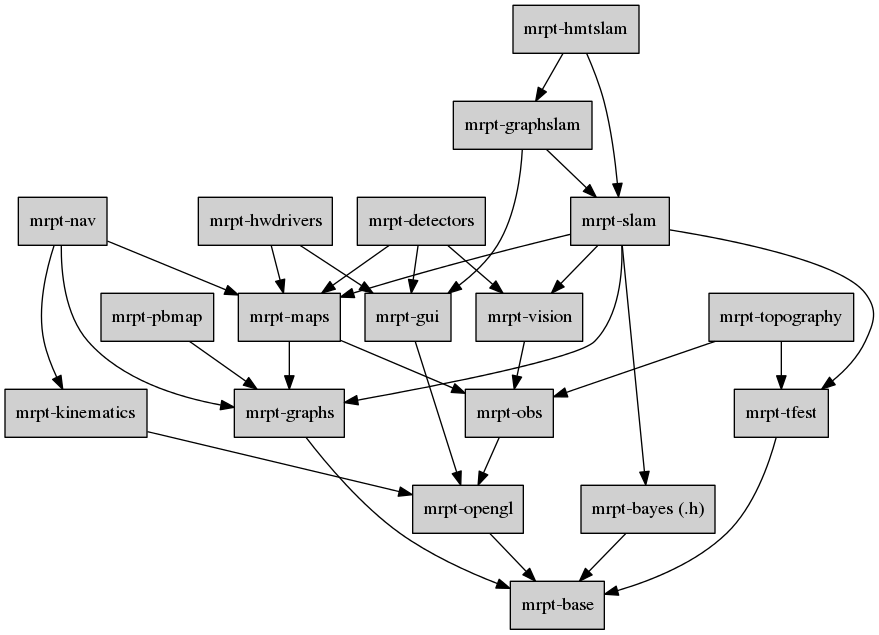 mrpt-hmtslam
mrpt-graphslam
mrpt-nav
mrpt-hwdrivers
mrpt-detectors
mrpt-slam
mrpt-pbmap
mrpt-maps
mrpt-gui
mrpt-vision
mrpt-topography
mrpt-kinematics
mrpt-graphs
mrpt-obs
mrpt-tfest
mrpt-opengl
mrpt-bayes (.h)
mrpt-base